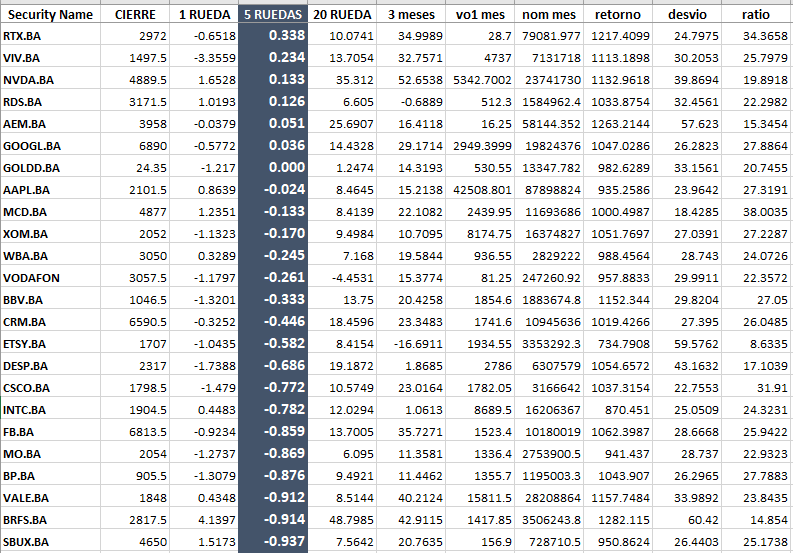 Security Name CIERRE 1 RUEDA 5 RUEDAS 20 RUEDA 3 meses vo1 mes nom mes retorno desvio ratio
RTX.BA 2972 -0.6518 0.338 10.0741 34.9989 28.7 79081.977 1217.4099 24.7975 34.3658
VIV.BA 1497.5 -3.3559 0.234 13.7054 32.7571 4737 7131718 1113.1898 30.2053 25.7979
NVDA.BA 4889.5 1.6528 0.133 35.312 52.6538 5342.7002 23741730 1132.9618 39.8694 19.8918
RDS.BA 3171.5 1.0193 0.126 6.605 -0.6889 512.3 1584962.4 1033.8754 32.4561 22.2982
AEM.BA 3958 -0.0379 0.051 25.6907 16.4118 16.25 58144.352 1263.2144 57.623 15.3454
GOOGL.BA 6890 -0.5772 0.036 14.4328 29.1714 2949.3999 19824376 1047.0286 26.2823 27.8864
GOLDD.BA 24.35 -1.217 0.000 1.2474 14.3193 530.55 13347.782 982.6289 33.1561 20.7455
AAPL.BA 2101.5 0.8639 -0.024 8.4645 15.2138 42508.801 87898824 935.2586 23.9642 27.3191
MCD.BA 4877 1.2351 -0.133 8.4139 22.1082 2439.95 11693686 1000.4987 18.4285 38.0035
XOM.BA 2052 -1.1323 -0.170 9.4984 10.7095 8174.75 16374827 1051.7697 27.0391 27.2287
WBA.BA 3050 0.3289 -0.245 7.168 19.5844 936.55 2829222 988.4564 28.743 24.0726
VODAFON 3057.5 -1.1797 -0.261 -4.4531 15.3774 81.25 247260.92 957.8833 29.9911 22.3572
BBV.BA 1046.5 -1.3201 -0.333 13.75 20.4258 1854.6 1883674.8 1152.344 29.8204 27.05
CRM.BA 6590.5 -0.3252 -0.446 18.4596 23.3483 1741.6 10945636 1019.4266 27.395 26.0485
ETSY.BA 1707 -1.0435 -0.582 8.4154 -16.6911 1934.55 3353292.3 734.7908 59.5762 8.6335
DESP.BA 2317 -1.7388 -0.686 19.1872 1.8685 2786 6307579 1054.6572 43.1632 17.1039
CSCO.BA 1798.5 -1.479 -0.772 10.5749 23.0164 1782.05 3166642 1037.3154 22.7553 31.91
INTC.BA 1904.5 0.4483 -0.782 12.0294 1.0613 8689.5 16206367 870.451 25.0509 24.3231
FB.BA 6813.5 -0.9234 -0.859 13.7005 35.7271 1523.4 10180019 1062.3987 28.6668 25.9422
MO.BA 2054 -1.2737 -0.869 6.095 11.3581 1336.4 2753900.5 941.437 28.737 22.9323
BP.BA 905.5 -1.3079 -0.876 9.4921 11.4462 1355.7 1195003.3 1043.907 26.2965 27.7883
VALE.BA 1848 0.4348 -0.912 8.5144 40.2124 15811.5 28208864 1157.7484 33.9892 23.8435
BRFS.BA 2817.5 4.1397 -0.914 48.7985 42.9115 1417.85 3506243.8 1282.115 60.42 14.854
SBUX.BA 4650 1.5173 -0.937 7.5642 20.7635 156.9 728710.5 950.8624 26.4403 25.1738